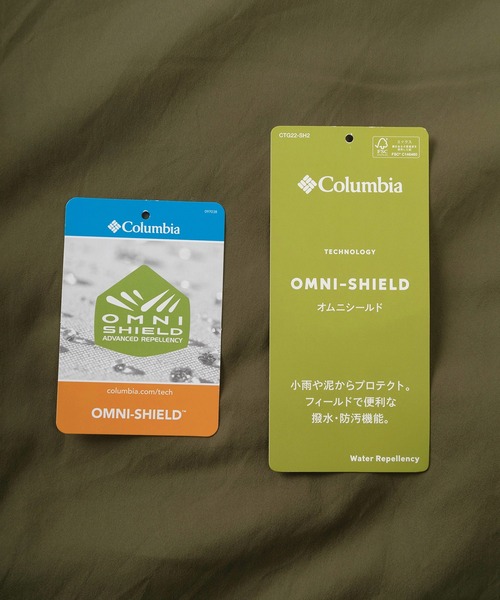 Columbia
OMNI
SHIELD
ADVANCED REPELLENCY
columbia.com/tech
OMNI-SHIELD™
CTG22-SH2
FSC
Columbia
TECHNOLOGY
OMNI-SHIELD
オムニシールド
小雨や泥からプロテクト。
フィールドで便利な
撥水・防汚機能。
Water Repellency